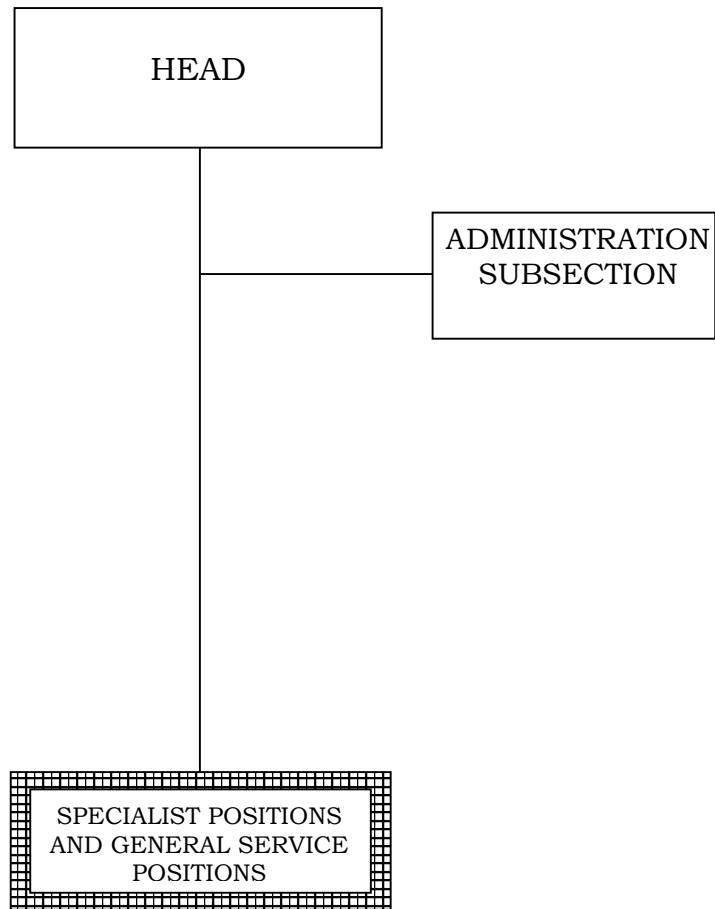 HEAD
ADMINISTRATION
SUBSECTION
SPECIALIST POSITIONS
AND GENERAL SERVICE
POSITIONS